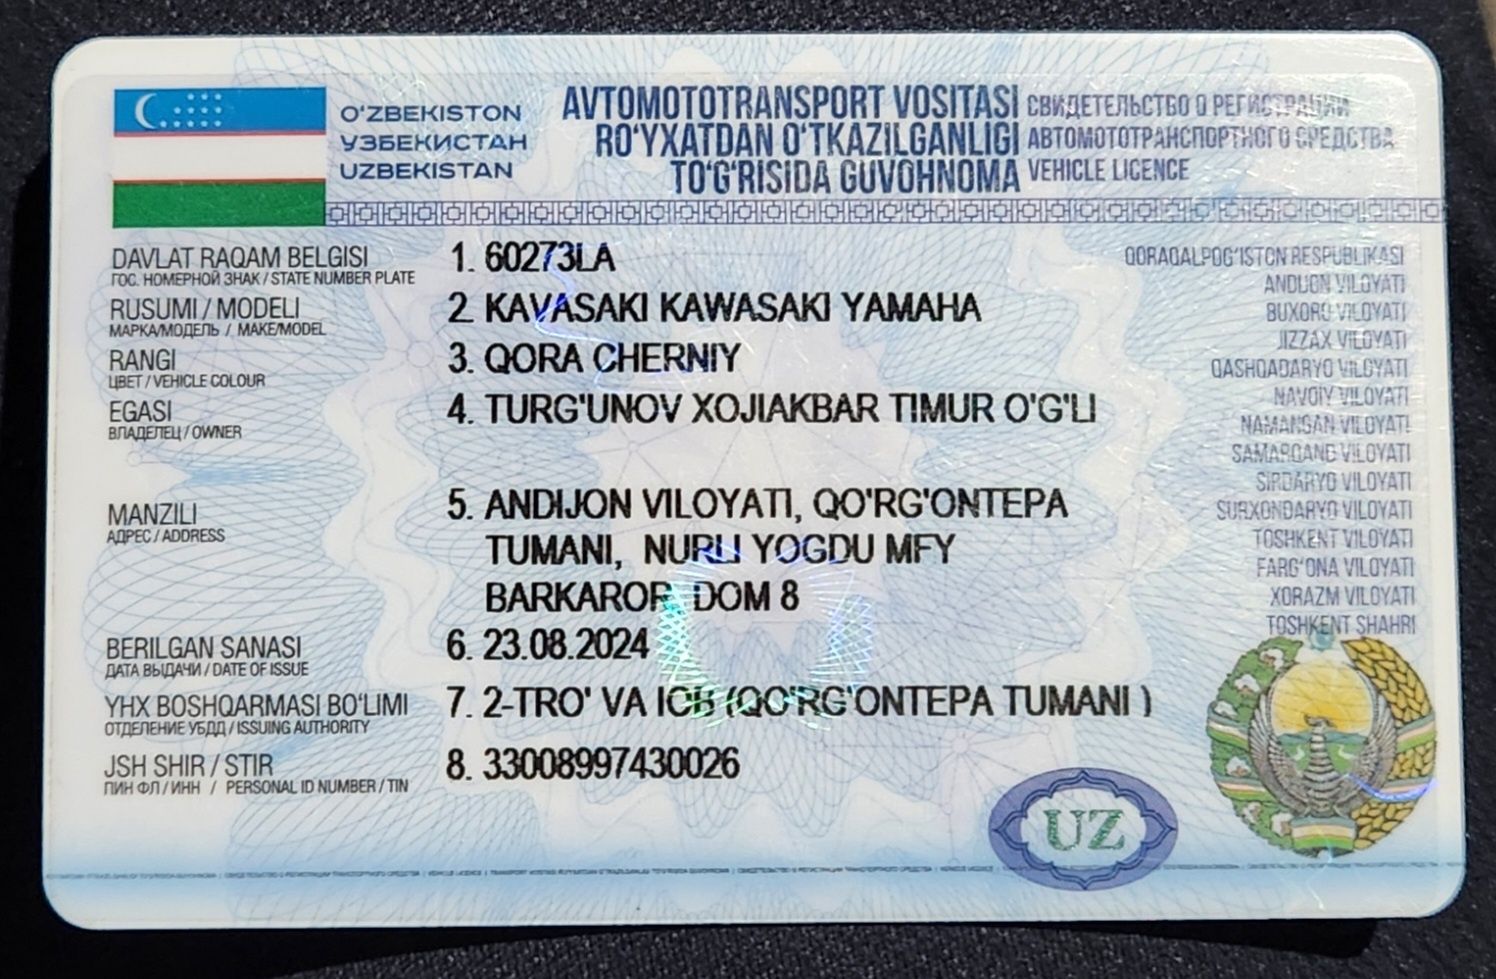 O‘ZBEKISTON
УЗБЕКИСТАН
UZBEKISTAN
AVTOMOTOTRANSPORT VOSITASI
RO‘YXATDAN O‘TKAZILGANLIGI
TO‘G‘RISIDA GUVOHNOMA
СВИДЕТЕЛЬСТВО О РЕГИСТРАЦИИ
АВТОМОТОТРАНСПОРТНОГО СРЕДСТВА
VEHICLE LICENCE
DAVLAT RAQAM BELGISI
ГОС. НОМЕРНОЙ ЗНАК / STATE NUMBER PLATE
1. 60273LA
RUSUMI / MODELI
МАРКА/МОДЕЛЬ / MAKE/MODEL
2. KAVASAKI KAWASAKI YAMAHA
RANGI
ЦВЕТ / VEHICLE COLOUR
3. QORA CHERNIY
EGASI
ВЛАДЕЛЕЦ / OWNER
4. TURG'UNOV XOJIAKBAR TIMUR O'G'LI
MANZILI
АДРЕС / ADDRESS
5. ANDIJON VILOYATI, QO'RG'ONTEPA
TUMANI, NURLI YOGDU MFY
BARKAROR DOM 8
BERILGAN SANASI
ДАТА ВЫДАЧИ / DATE OF ISSUE
6. 23.08.2024
YHX BOSHQARMASI BO‘LIMI
ОТДЕЛЕНИЕ УБДД / ISSUING AUTHORITY
7. 2-TRO' VA IOB (QO'RG'ONTEPA TUMANI )
JSH SHIR / STIR
ПИН ФЛ / ИНН / PERSONAL ID NUMBER / TIN
8. 33008997430026
QORAQALPOG‘ISTON RESPUBLIKASI
ANDIJON VILOYATI
BUXORO VILOYATI
JIZZAX VILOYATI
QASHQADARYO VILOYATI
NAVOIY VILOYATI
NAMANGAN VILOYATI
SAMARQAND VILOYATI
SIRDARYO VILOYATI
SURXONDARYO VILOYATI
TOSHKENT VILOYATI
FARG‘ONA VILOYATI
XORAZM VILOYATI
TOSHKENT SHAHRI
UZ